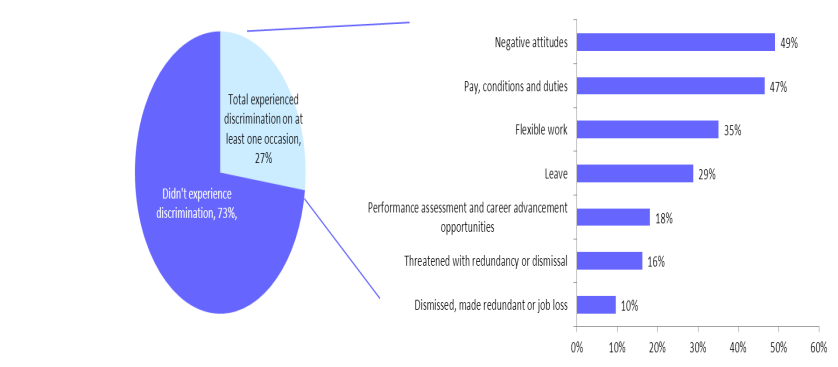 Total experienced
discrimination on at
least one occasion,
27%
Didn't experience
discrimination, 73%,
Negative attitudes
49%
Pay, conditions and duties
47%
Flexible work
35%
Leave
29%
Performance assessment and career advancement
opportunities
18%
Threatened with redundancy or dismissal
16%
Dismissed, made redundant or job loss
10%
0% 10% 20% 30% 40% 50% 60%